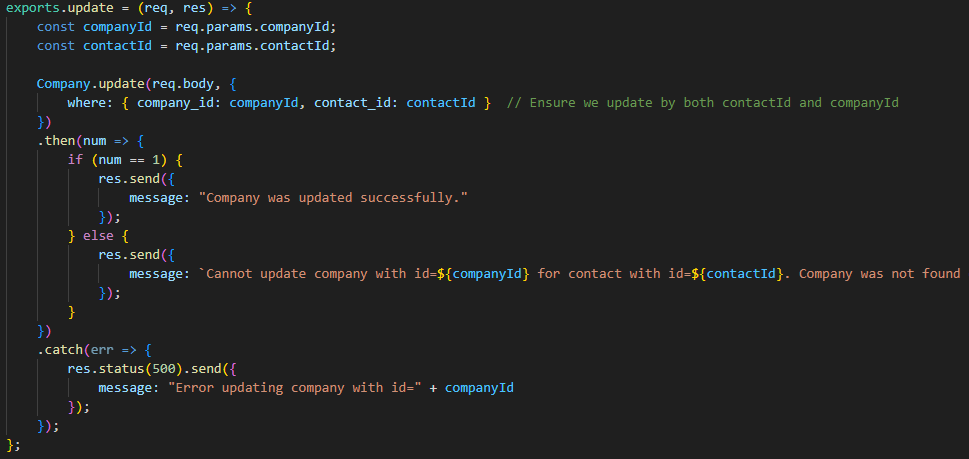 exports.update = (req, res) => {
    const companyId = req.params.companyId;
    const contactId = req.params.contactId;

    Company.update(req.body, {
        where: { company_id: companyId, contact_id: contactId }  // Ensure we update by both contactId and companyId
    })
    .then(num => {
        if (num == 1) {
            res.send({
                message: "Company was updated successfully."
            });
        } else {
            res.send({
                message: `Cannot update company with id=${companyId} for contact with id=${contactId}. Company was not found
            });
        }
    })
    .catch(err => {
        res.status(500).send({
            message: "Error updating company with id=" + companyId
        });
    });
};